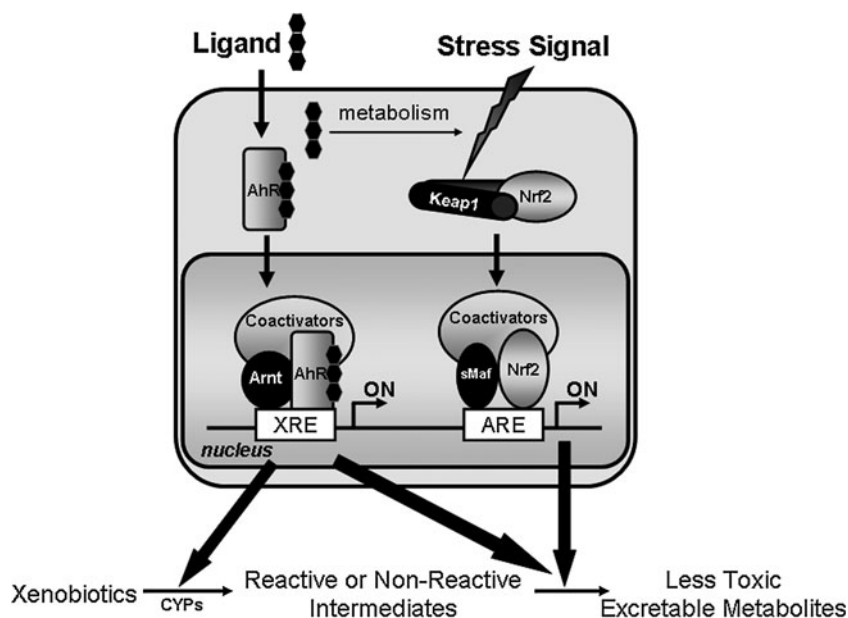 Ligand
Stress Signal
metabolism
AhR
Keap1
Nrf2
Coactivators
Coactivators
Arnt
AhR
ON
sMaf
Nrf2
ON
XRE
ARE
nucleus
Xenobiotics
CYPs
Reactive or Non-Reactive
Intermediates
Less Toxic
Excretable Metabolites